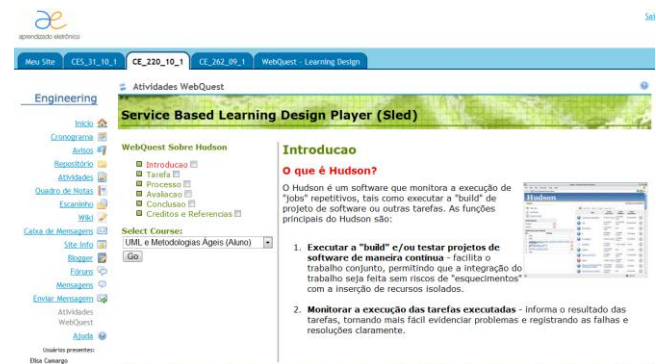 ae
aprendizado eletrônico
Sai
Meu Site
CES_31_10_1
CE_220_10_1
CE_262_09_1
WebQuest - Learning Design
Engineering
Início
Cronograma
Avisos
Repositório
Atividades
Quadro de Notas
Escaninho
Wiki
Caixa de Mensagens
Site Info
Blogger
Fóruns
Mensagens
Enviar Mensagem
Atividades
WebQuest
Ajuda
Usuários presentes:
Elisa Camargo
Atividades WebQuest
Service Based Learning Design Player (Sled)
WebQuest Sobre Hudson
Introducao
Tarefa
Processo
Avaliacao
Conclusao
Creditos e Referencias
Select Course:
UML e Metodologias Ágeis (Aluno)
Go
Introducao
O que é Hudson?
O Hudson é um software que monitora a execução de
"jobs" repetitivos, tais como executar a "build" de
projeto de software ou outras tarefas. As funções
principais do Hudson são:
Hudson
1. Executar a "build" e/ou testar projetos
de software de maneira contínua - facilita o
trabalho conjunto, permitindo que a integração do
trabalho seja feita sem riscos de "esquecimentos"
com a inserção de recursos isolados.
2. Monitorar a execução das tarefas executadas - informa o resultado das
tarefas, tornando mais fácil evidenciar problemas e registrando as falhas e
resoluções claramente.